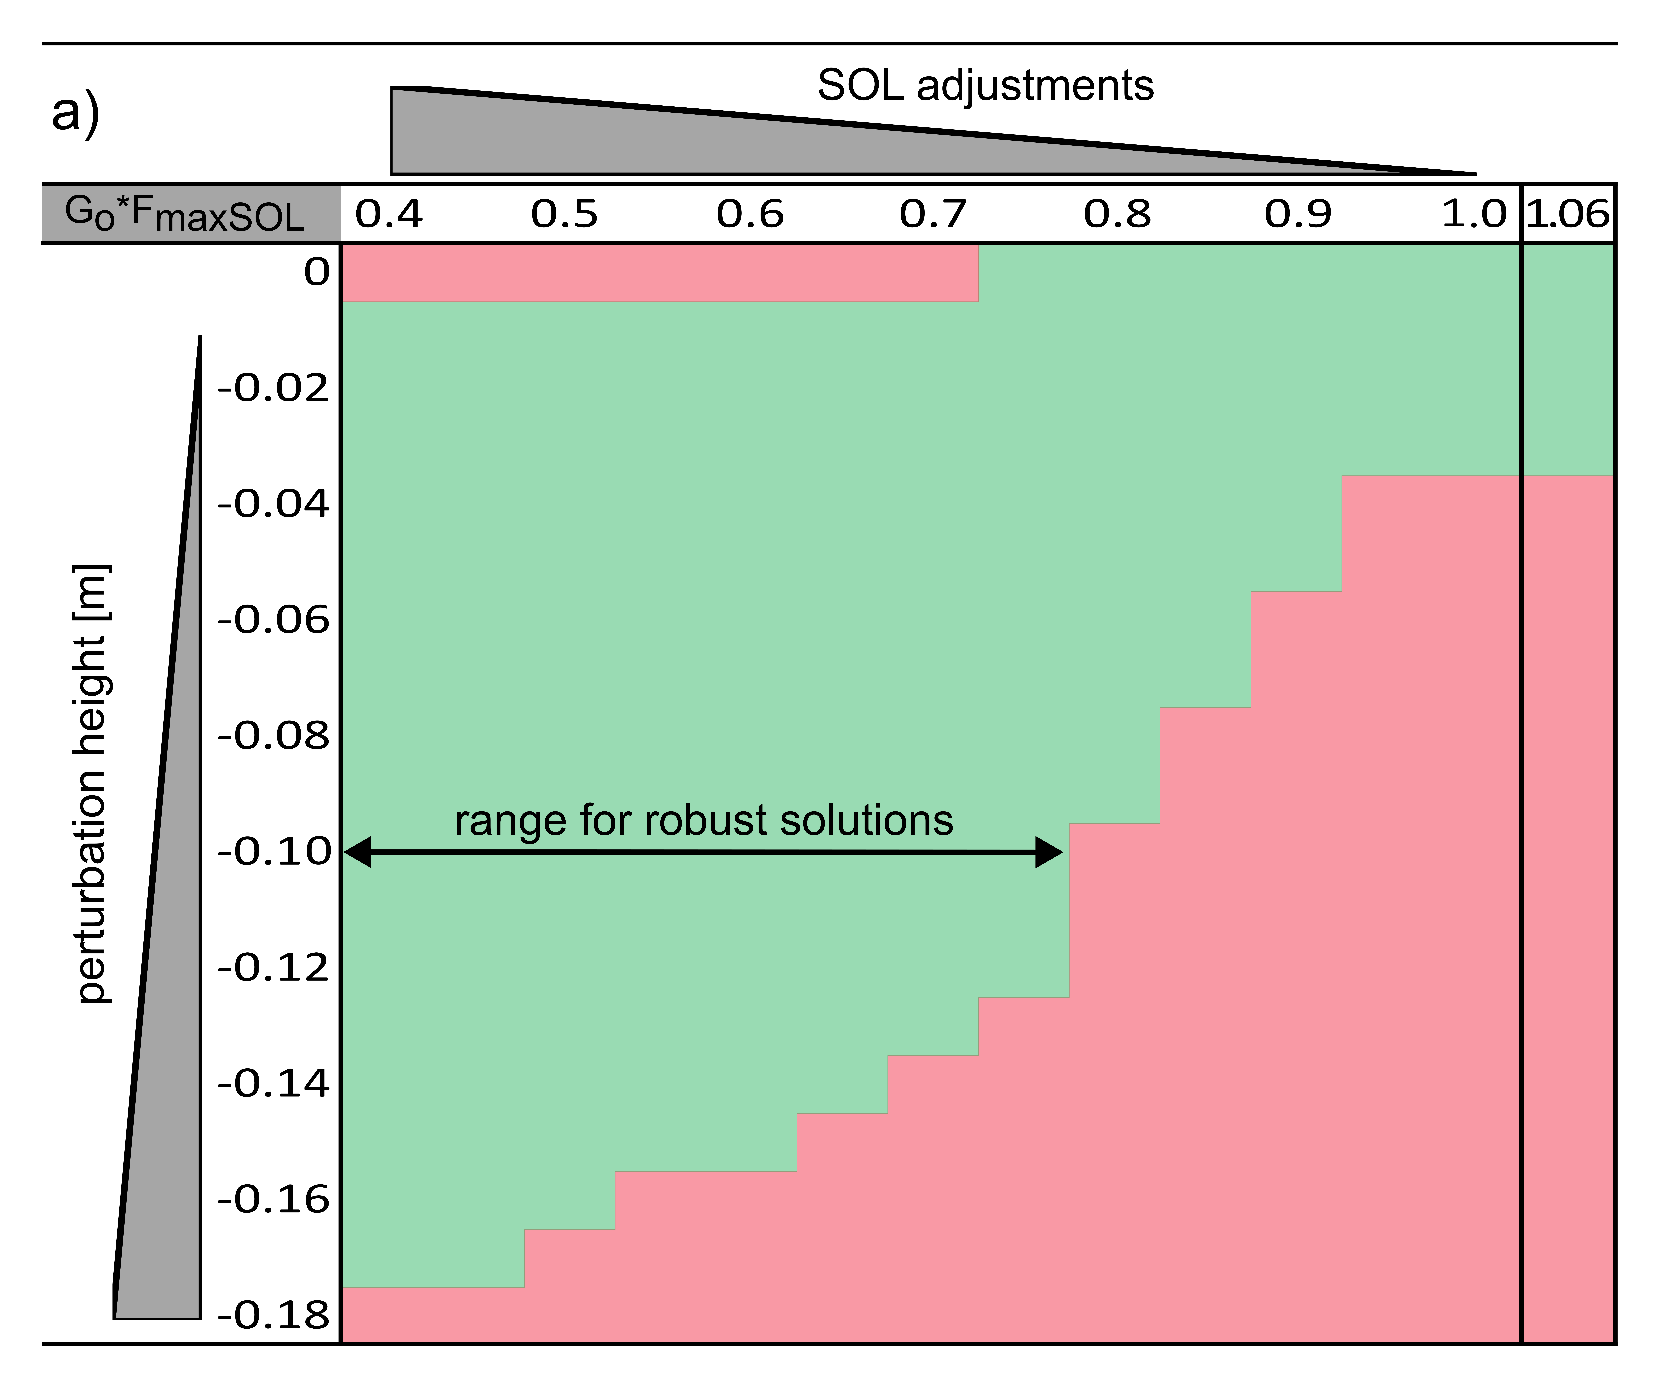 SOL adjustments
a)
Go*FmaxSOL 0.4 0.5 0.6 0.7 0.8 0.9 1.0 1.06
0
-0.02
-0.04
-0.06
-0.08
range for robust solutions
-0.10
-0.12
-0.14
-0.16
-0.18
perturbation height [m]